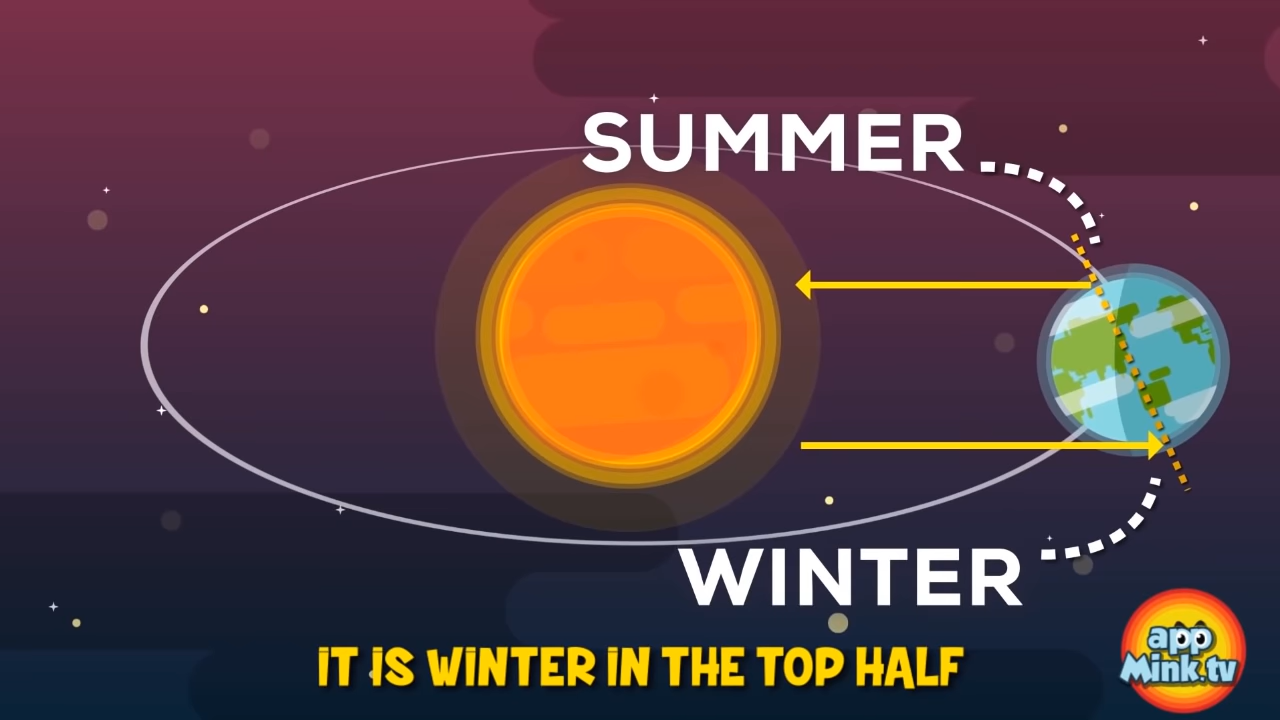 SUMMER
WINTER
IT IS WINTER IN THE TOP HALF
app
Mink.tv